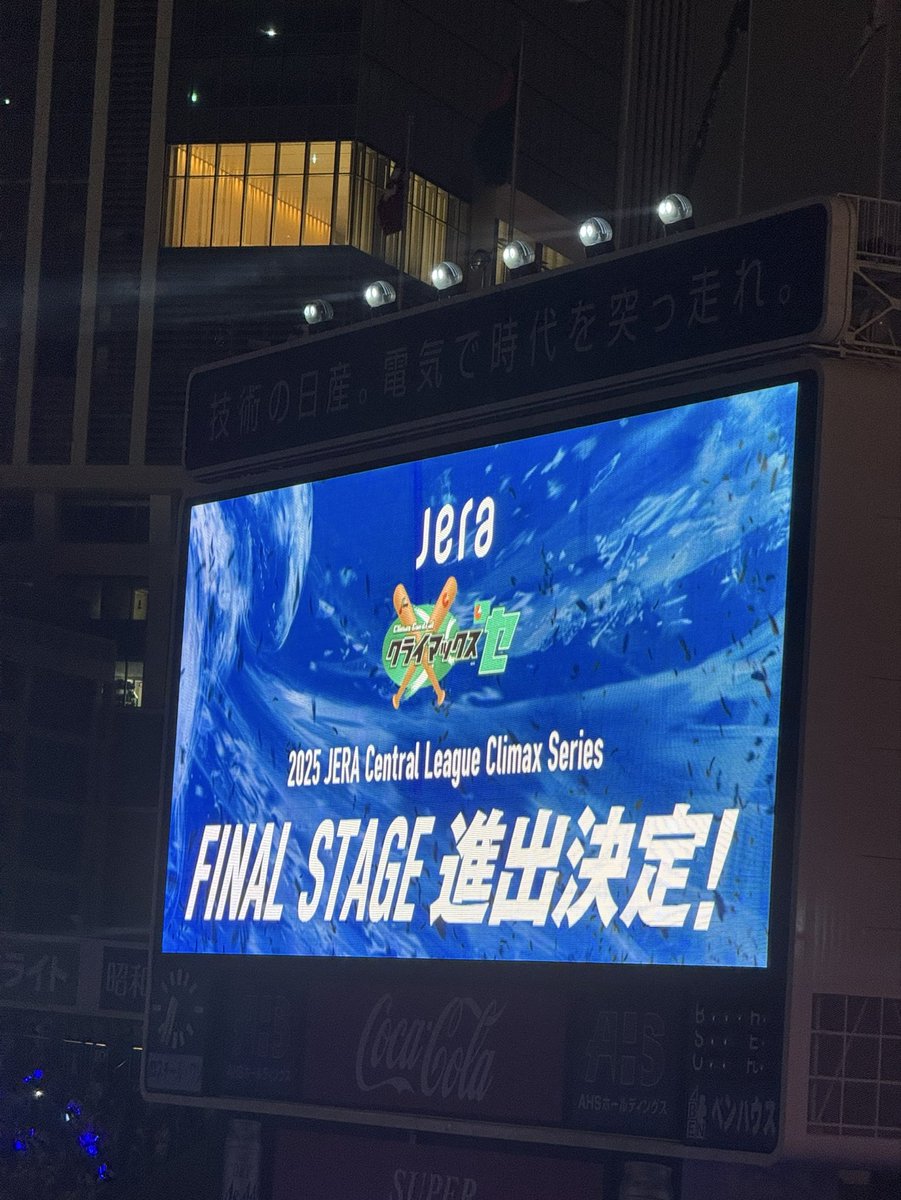 技術の日産。電気で時代を突っ走れ。
Jera
クライマックス セ
2025 JERA Central League Climax Series
FINAL STAGE 進出決定!
ライト
昭和
Coca-Cola
AHS
AHSホールディングス
ペンハウス
SUPER